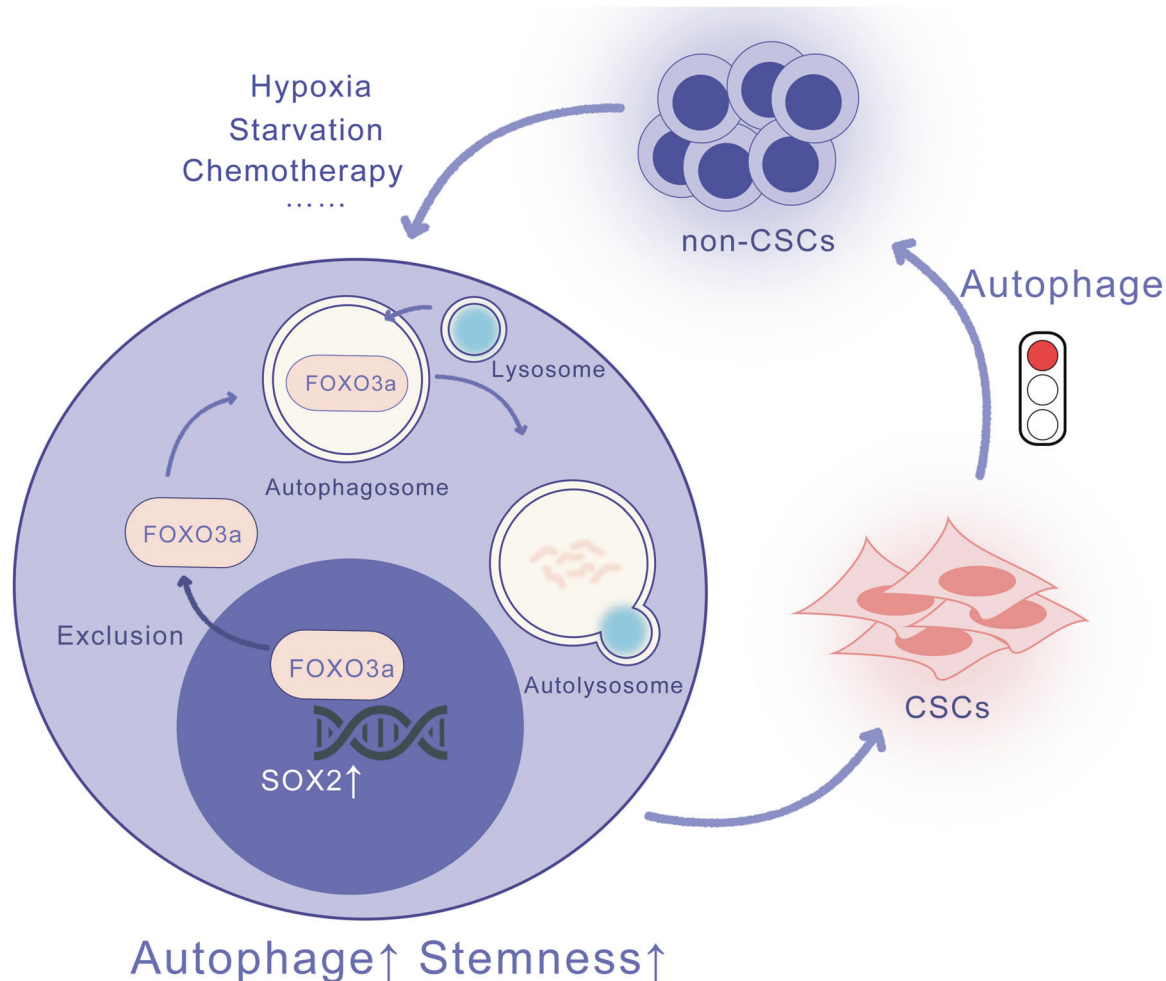 Hypoxia
Starvation
Chemotherapy
……
non-CSCs
Autophage
Lysosome
FOXO3a
Autophagosome
FOXO3a
Exclusion
FOXO3a
Autolysosome
SOX2↑
CSCs
Autophage↑ Stemness↑